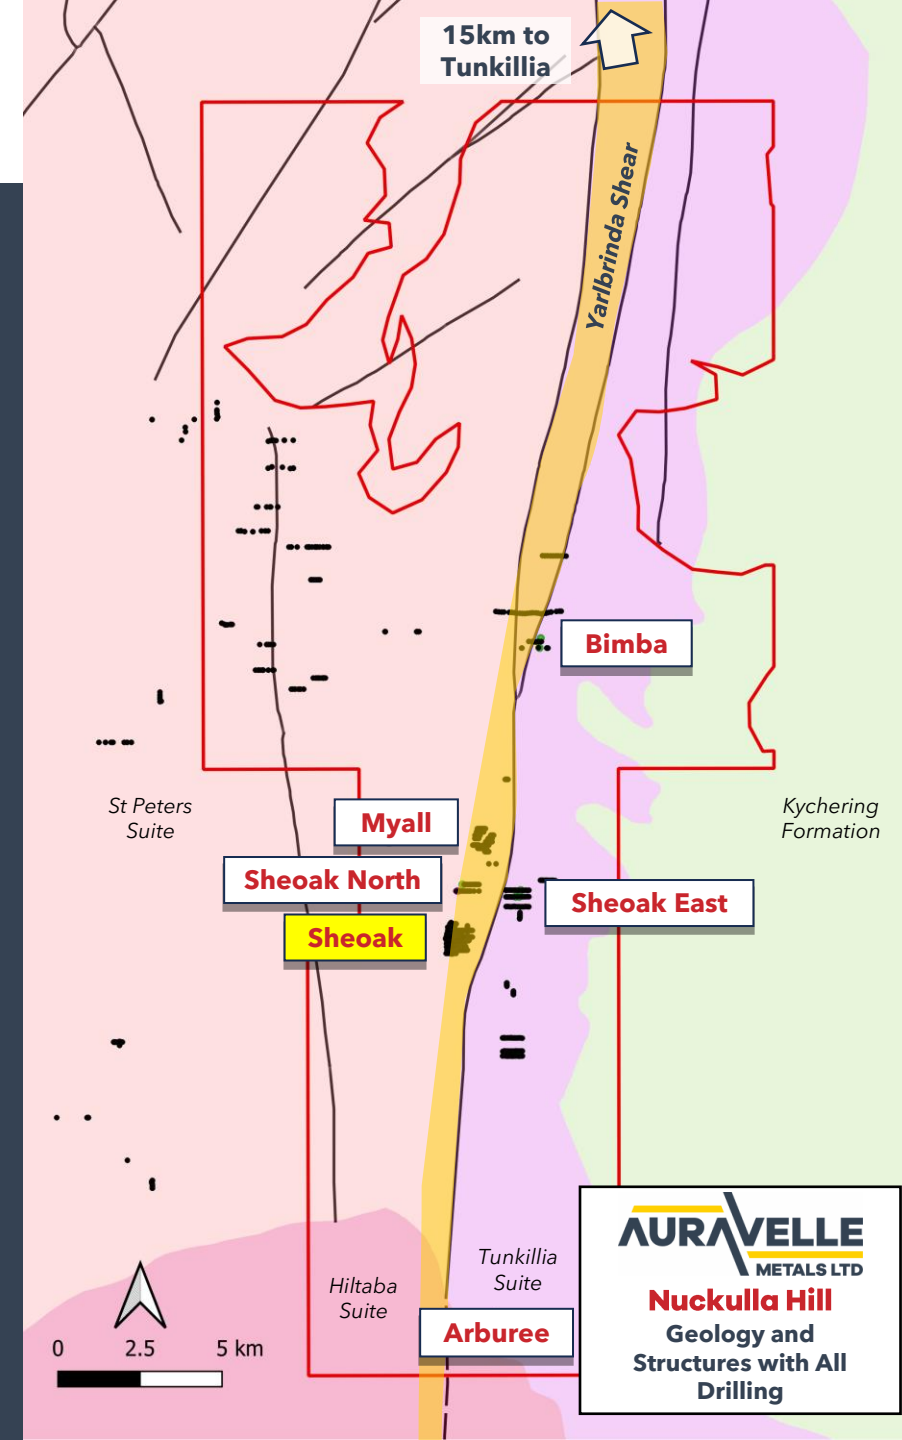 15km to
Tunkillia
Yarlbrinda Shear
Bimba
St Peters
Suite
Kychering
Formation
Myall
Sheoak North
Sheoak East
Sheoak
Tunkillia
Suite
Hiltaba
Suite
Arburee
0 2.5 5 km
AURAVELLE
METALS LTD
Nuckulla Hill
Geology and
Structures with All
Drilling